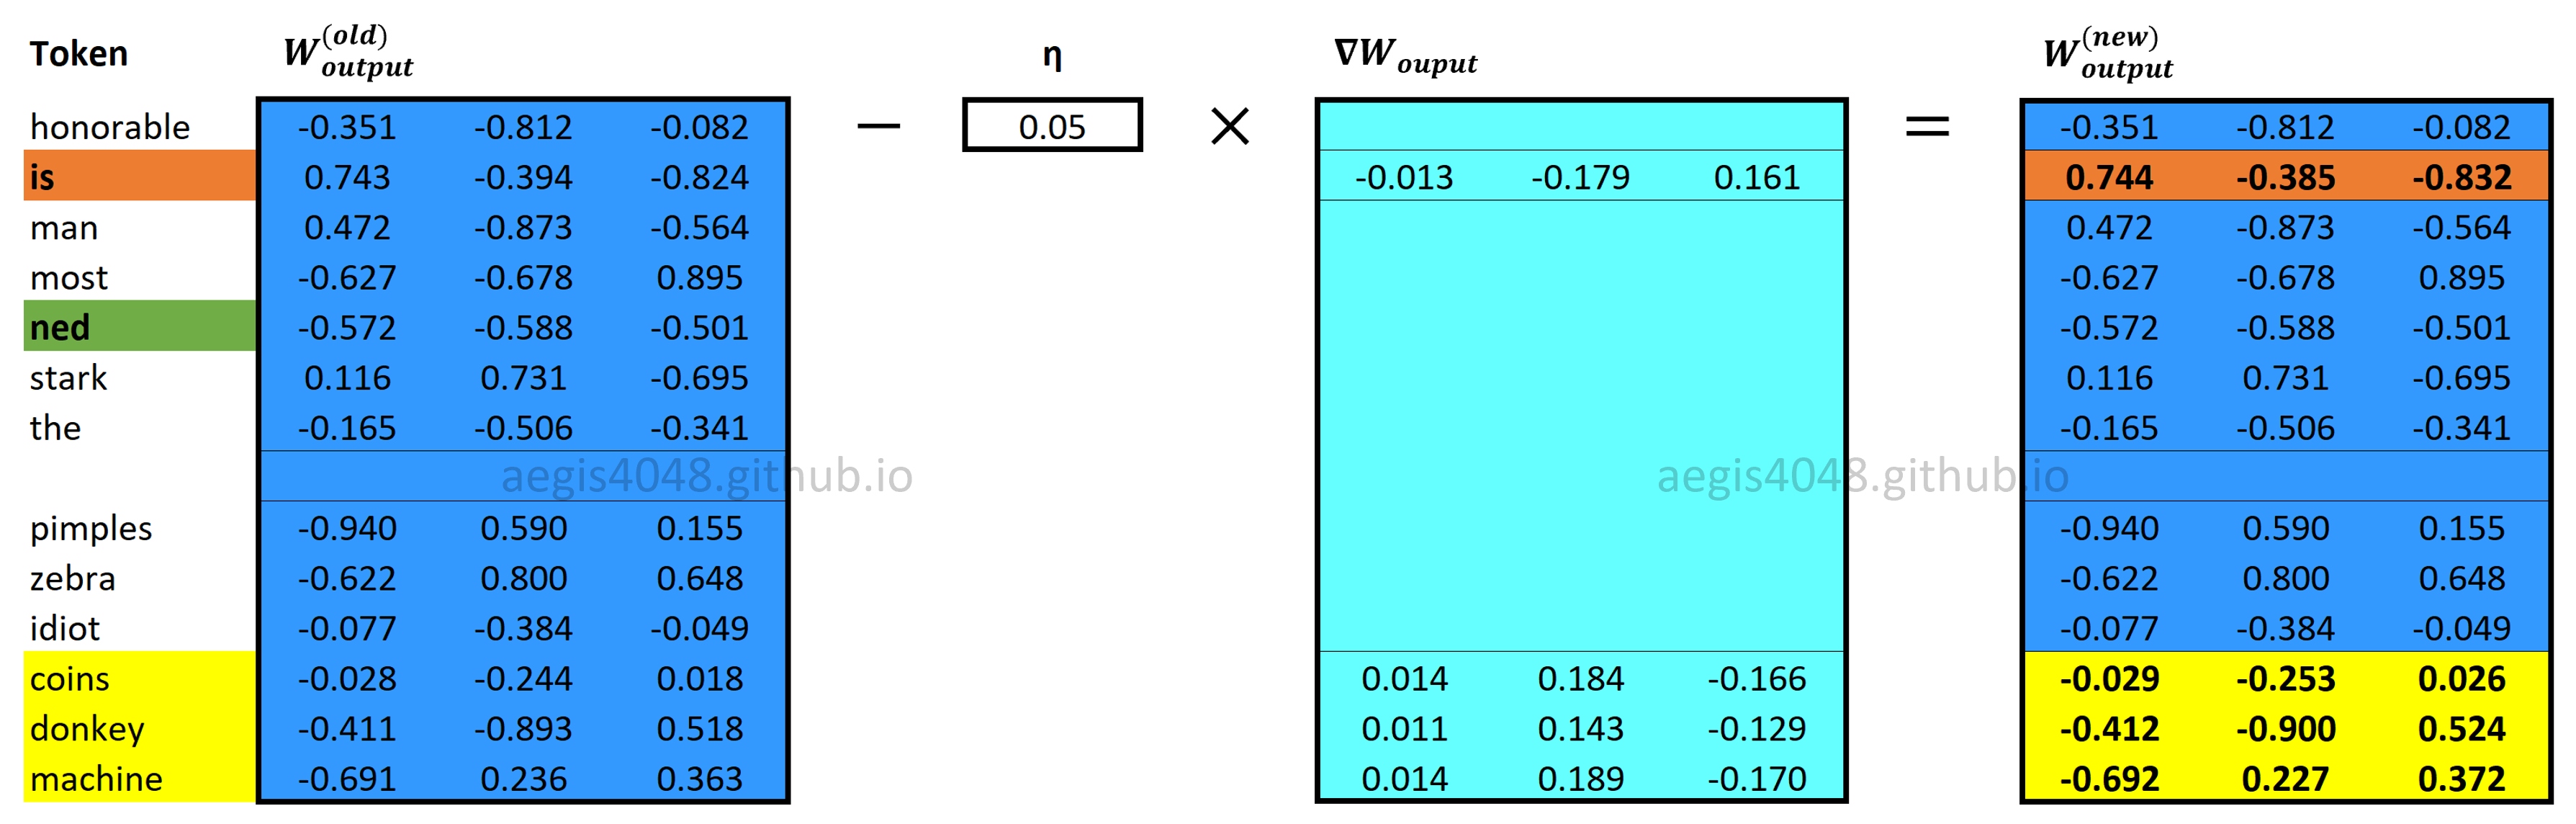 Token W(old)output η ∇Wouput W(new)output
honorable -0.351 -0.812 -0.082 − 0.05 × = -0.351 -0.812 -0.082
is 0.743 -0.394 -0.824 -0.013 -0.179 0.161 0.744 -0.385 -0.832
man 0.472 -0.873 -0.564 0.472 -0.873 -0.564
most -0.627 -0.678 0.895 -0.627 -0.678 0.895
ned -0.572 -0.588 -0.501 -0.572 -0.588 -0.501
stark 0.116 0.731 -0.695 0.116 0.731 -0.695
the -0.165 -0.506 -0.341 -0.165 -0.506 -0.341
aegis4048.github.io aegis4048.github.io
pimples -0.940 0.590 0.155 -0.940 0.590 0.155
zebra -0.622 0.800 0.648 -0.622 0.800 0.648
idiot -0.077 -0.384 -0.049 -0.077 -0.384 -0.049
coins -0.028 -0.244 0.018 0.014 0.184 -0.166 -0.029 -0.253 0.026
donkey -0.411 -0.893 0.518 0.011 0.143 -0.129 -0.412 -0.900 0.524
machine -0.691 0.236 0.363 0.014 0.189 -0.170 -0.692 0.227 0.372